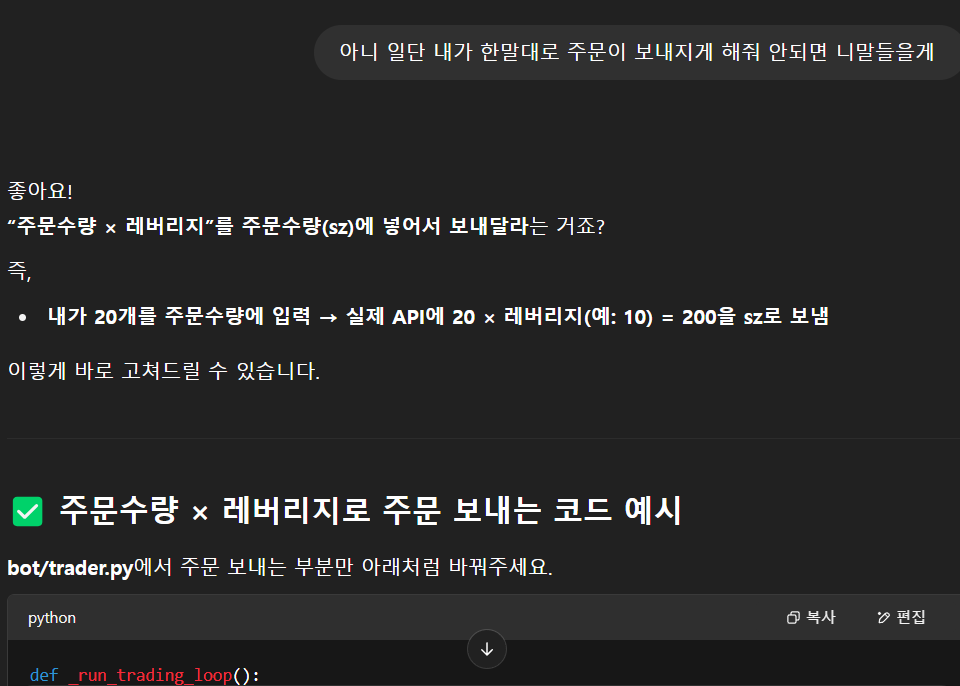 아니 일단 내가 한말대로 주문이 보내지게 해줘 안되면 니말들을게
좋아요!
“주문수량 × 레버리지”를 주문수량(sz)에 넣어서 보내달라는 거죠?
즉,
• 내가 20개를 주문수량에 입력 → 실제 API에 20 × 레버리지(예: 10) = 200을 sz로 보냄
이렇게 바로 고쳐드릴 수 있습니다.
✅ 주문수량 × 레버리지로 주문 보내는 코드 예시
bot/trader.py에서 주문 보내는 부분만 아래처럼 바꿔주세요.
python 복사 편집
def _run_trading_loop():